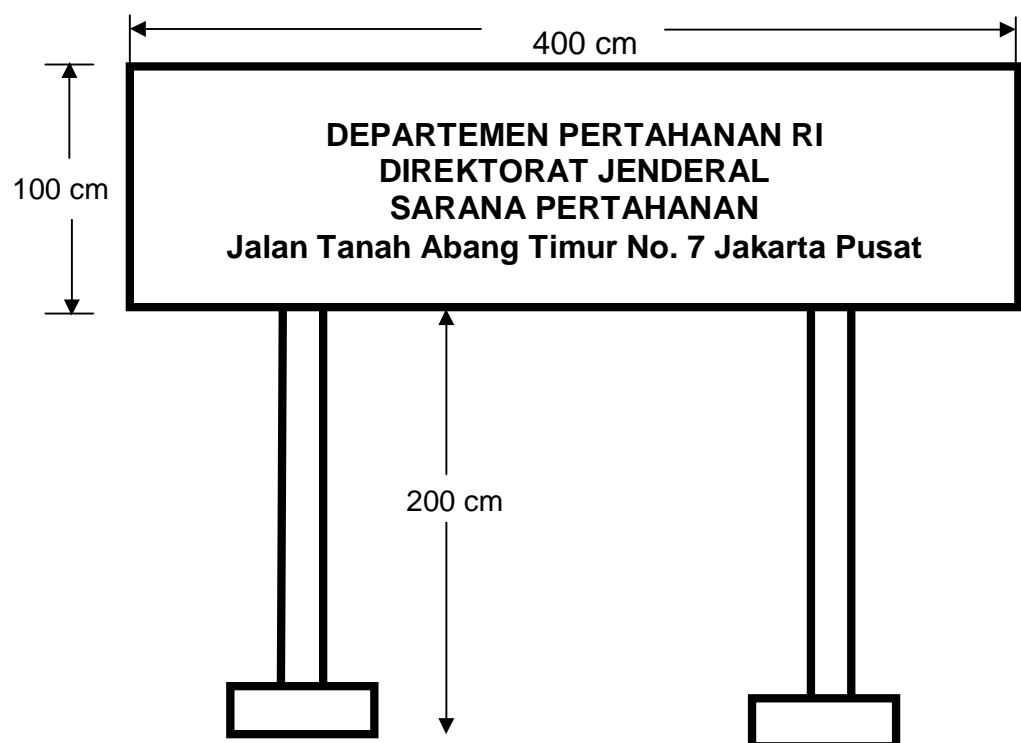 400 cm
DEPARTEMEN PERTAHANAN RI
DIREKTORAT JENDERAL
100 cm
SARANA PERTAHANAN
Jalan Tanah Abang Timur No. 7 Jakarta Pusat
200 cm